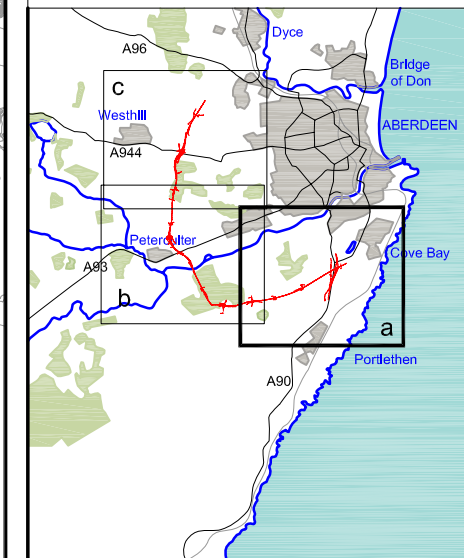 Dyce
A96
Bridge
of Don
c
Westhill
ABERDEEN
A944
Peterculter
Cove Bay
A93
b
a
Portlethen
A90